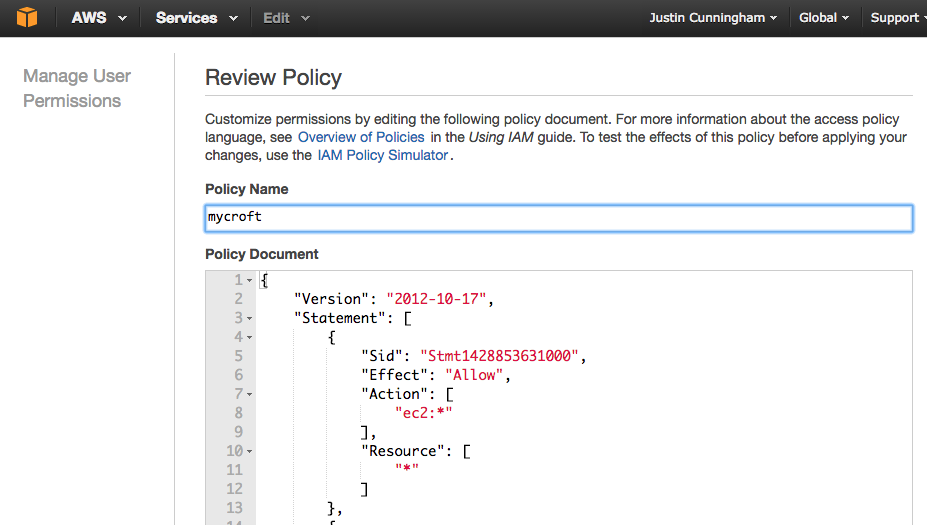 AWS Services Edit Justin Cunningham Global Support
Manage User
Permissions
Review Policy
Customize permissions by editing the following policy document. For more information about the access policy
language, see Overview of Policies in the Using IAM guide. To test the effects of this policy before applying your
changes, use the IAM Policy Simulator.
Policy Name
mycroft
Policy Document
1 {
2 "Version": "2012-10-17",
3 "Statement": [
4 {
5 "Sid": "Stmt1428853631000",
6 "Effect": "Allow",
7 "Action": [
8 "ec2:*"
9 ],
10 "Resource": [
11 "*"
12 ]
13 },